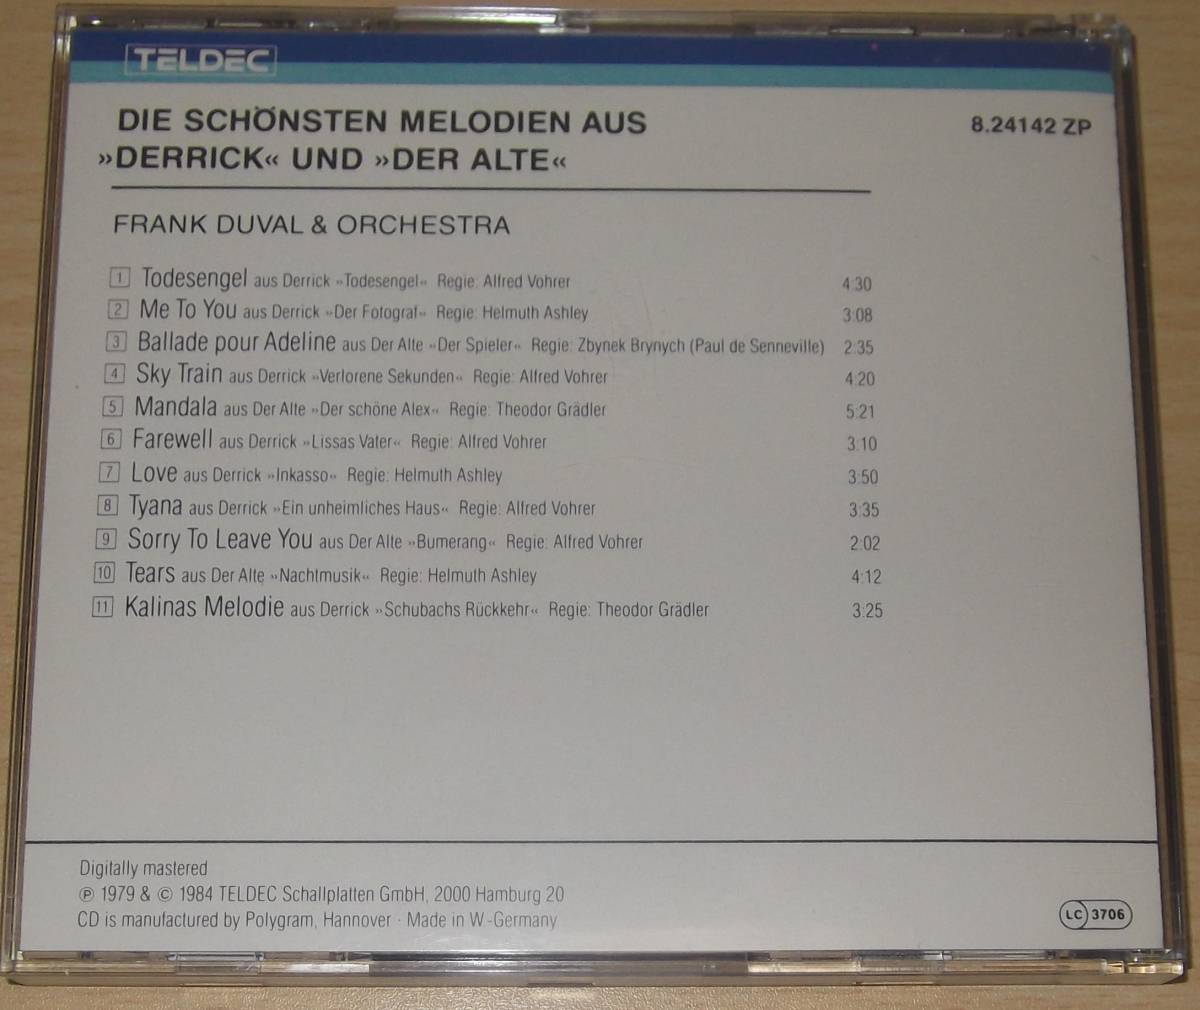 TELDEC
DIE SCHÖNSTEN MELODIEN AUS
»DERRICK« UND »DER ALTE«
8.24142 ZP
FRANK DUVAL & ORCHESTRA
1 Todesengel aus Derrick »Todesengel« Regie: Alfred Vohrer 4:30
2 Me To You aus Derrick »Der Fotograf« Regie: Helmuth Ashley 3:08
3 Ballade pour Adeline aus Der Alte »Der Spieler« Regie: Zbynek Brynych (Paul de Senneville) 2:35
4 Sky Train aus Derrick »Verlorene Sekunden« Regie: Alfred Vohrer 4:20
5 Mandala aus Der Alte »Der schöne Alex« Regie: Theodor Grädler 5:21
6 Farewell aus Derrick »Lissas Vater« Regie: Alfred Vohrer 3:10
7 Love aus Derrick »Inkasso« Regie: Helmuth Ashley 3:50
8 Tyana aus Derrick »Ein unheimliches Haus« Regie: Alfred Vohrer 3:35
9 Sorry To Leave You aus Der Alte »Bumerang« Regie: Alfred Vohrer 2:02
10 Tears aus Der Alte »Nachtmusik« Regie: Helmuth Ashley 4:12
11 Kalinas Melodie aus Derrick »Schubachs Rückkehr« Regie: Theodor Grädler 3:25
Digitally mastered
℗ 1979 & © 1984 TELDEC Schallplatten GmbH, 2000 Hamburg 20
CD is manufactured by Polygram, Hannover · Made in W-Germany
LC 3706